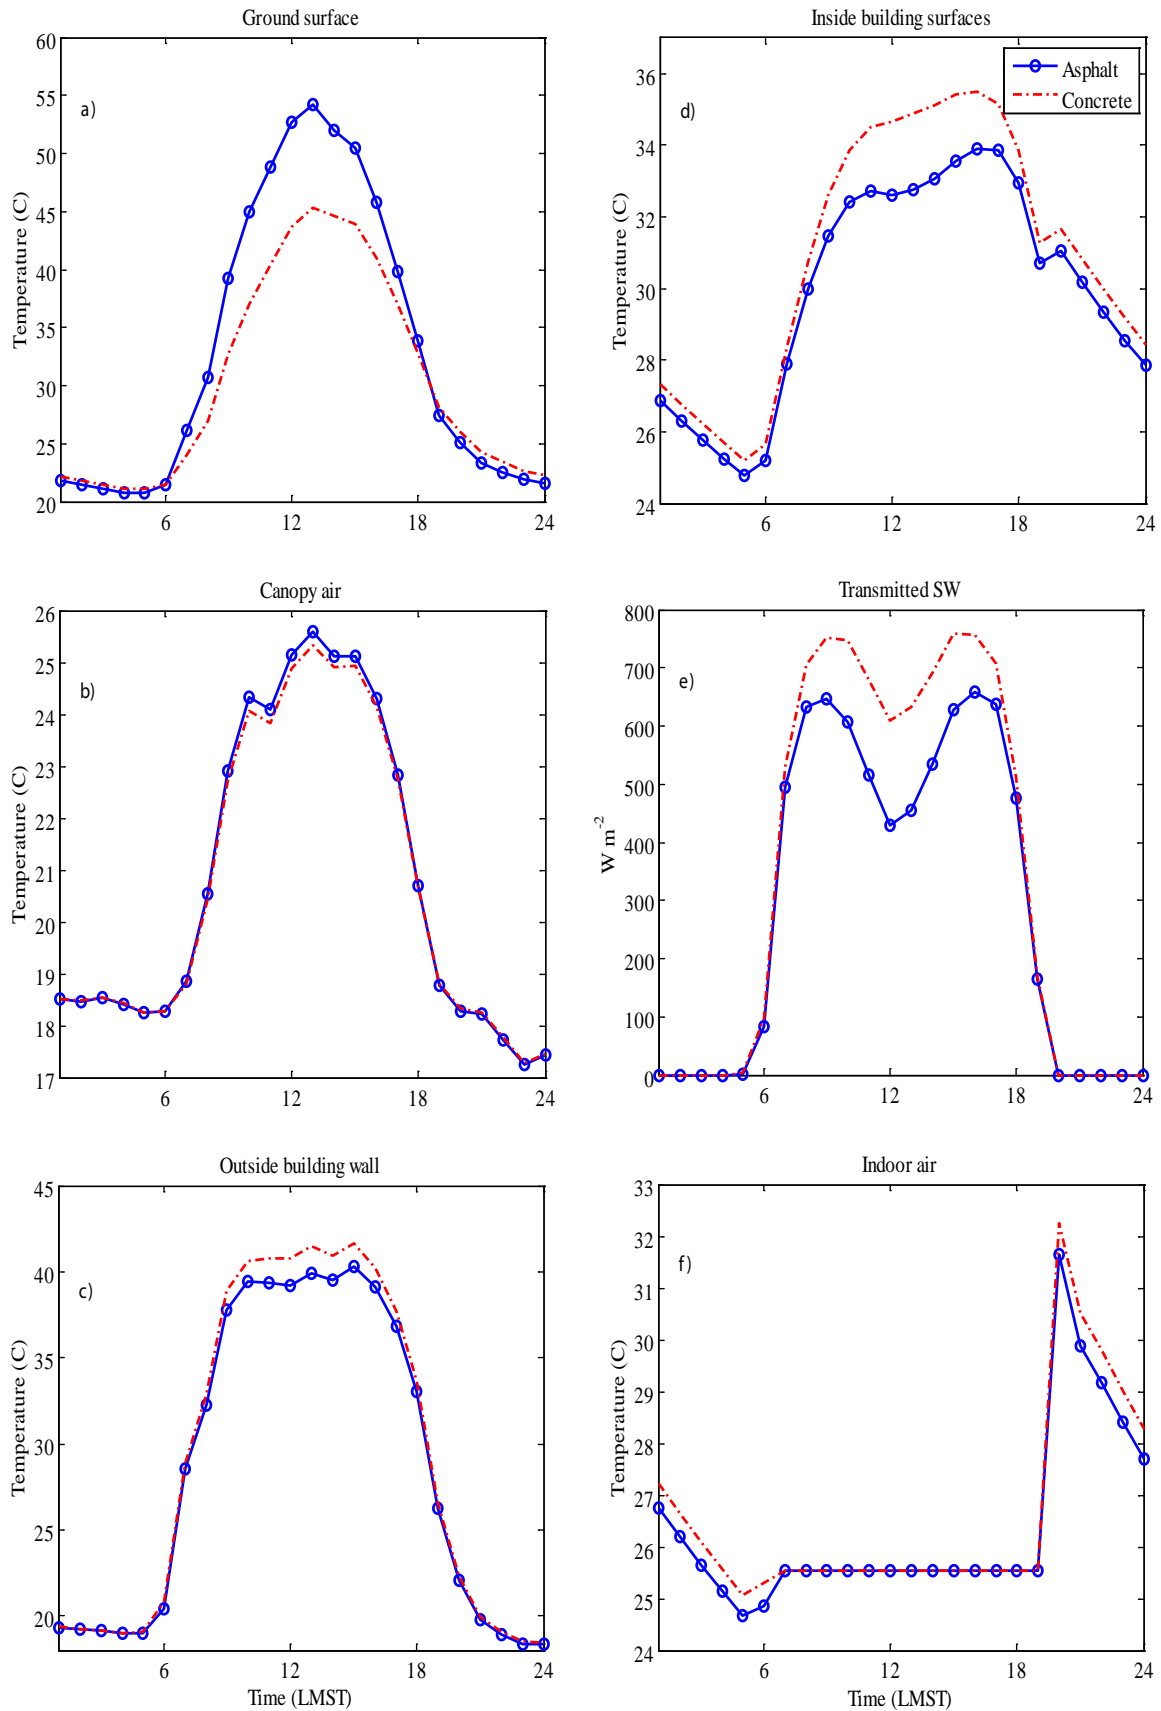 Ground surface
60
55
50
45
40
35
30
25
20
a)
Temperature (C)
6 12 18 24
Inside building surfaces
36
34
32
30
28
26
24
d)
Asphalt
Concrete
Temperature (C)
6 12 18 24
Canopy air
26
25
24
23
22
21
20
19
18
17
b)
Temperature (C)
6 12 18 24
Transmitted SW
800
700
600
500
400
300
200
100
0
e)
W m⁻²
6 12 18 24
Outside building wall
45
40
35
30
25
20
c)
Temperature (C)
6 12 18 24
Time (LMST)
Indoor air
33
32
31
30
29
28
27
26
25
24
f)
Temperature (C)
6 12 18 24
Time (LMST)